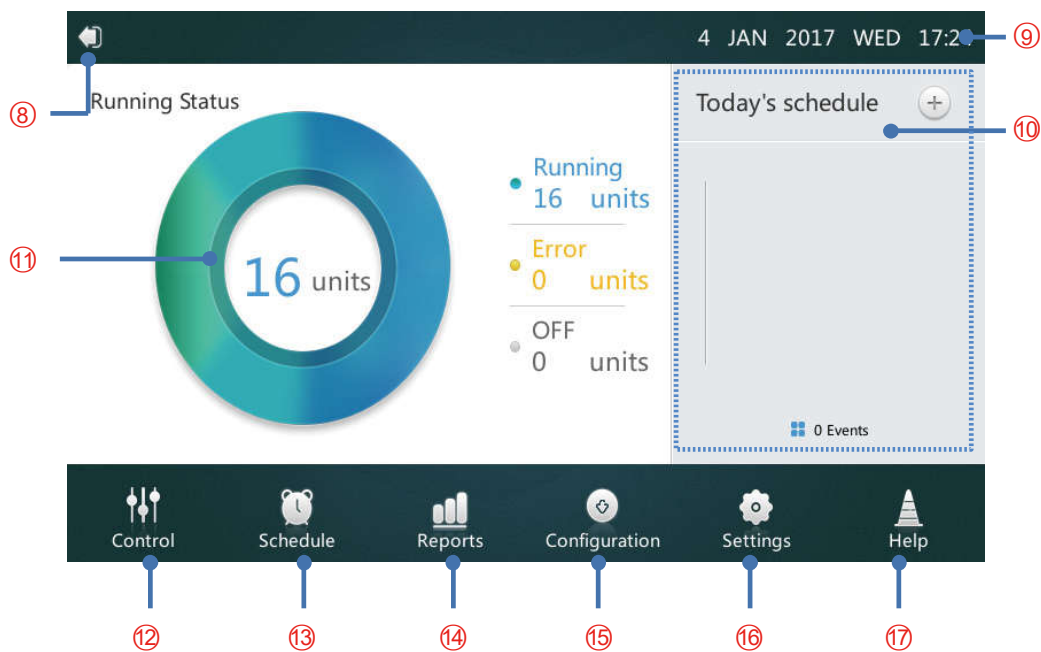 4 JAN 2017 WED
⑨
⑧
Running Status
Today's schedule
⑩
Running
16 units
Error
0 units
⑪
16 units
OFF
0 units
0 Events
Control
Schedule
Reports
Configuration
Settings
Help
⑫
⑬
⑭
⑮
⑯
⑰